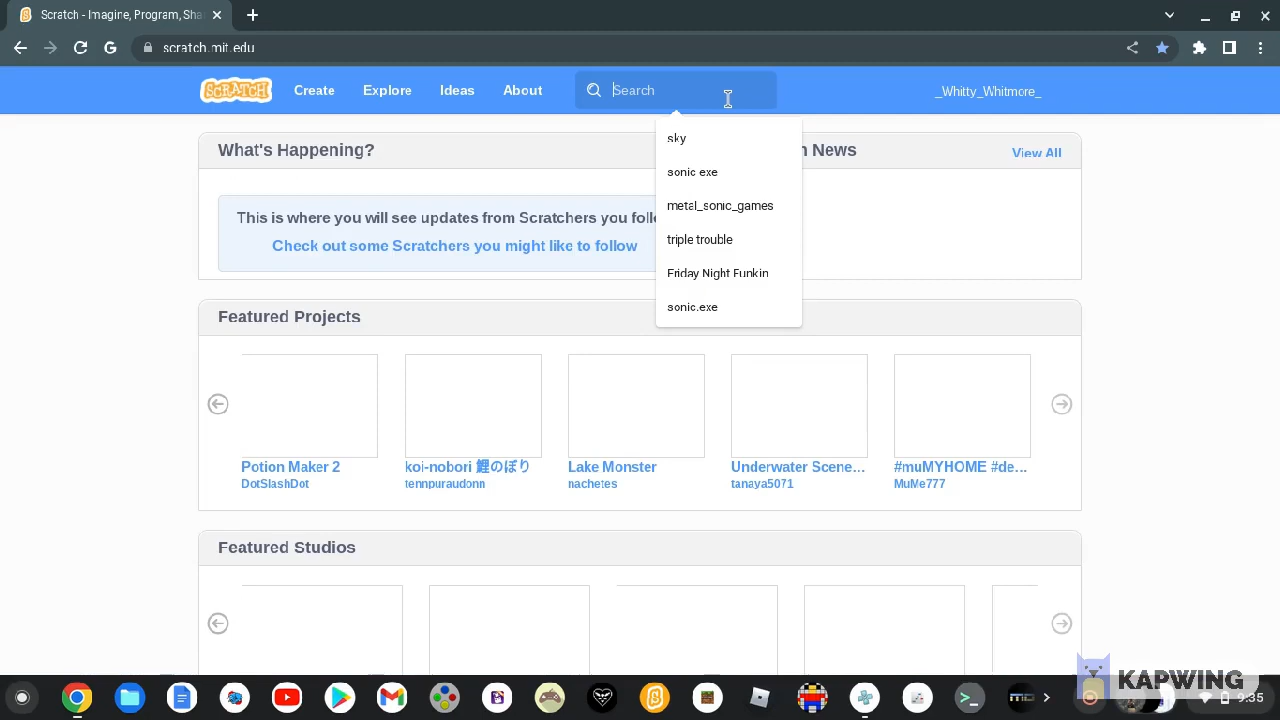 Scratch - Imagine, Program, Sha
scratch.mit.edu
SCRATCH
Create
Explore
Ideas
About
Search
_Whitty_Whitmore_
sky
sonic exe
metal_sonic_games
triple trouble
Friday Night Funkin
sonic.exe
What's Happening?
News
View All
This is where you will see updates from Scratchers you
Check out some Scratchers you might like to follow
Featured Projects
Potion Maker 2
DotSlashDot
koi-nobori 鯉のぼり
tennpuraudonn
Lake Monster
nachetes
Underwater Scene...
tanaya5071
#muMYHOME #de...
MuMe777
Featured Studios
KAPWING
9:35